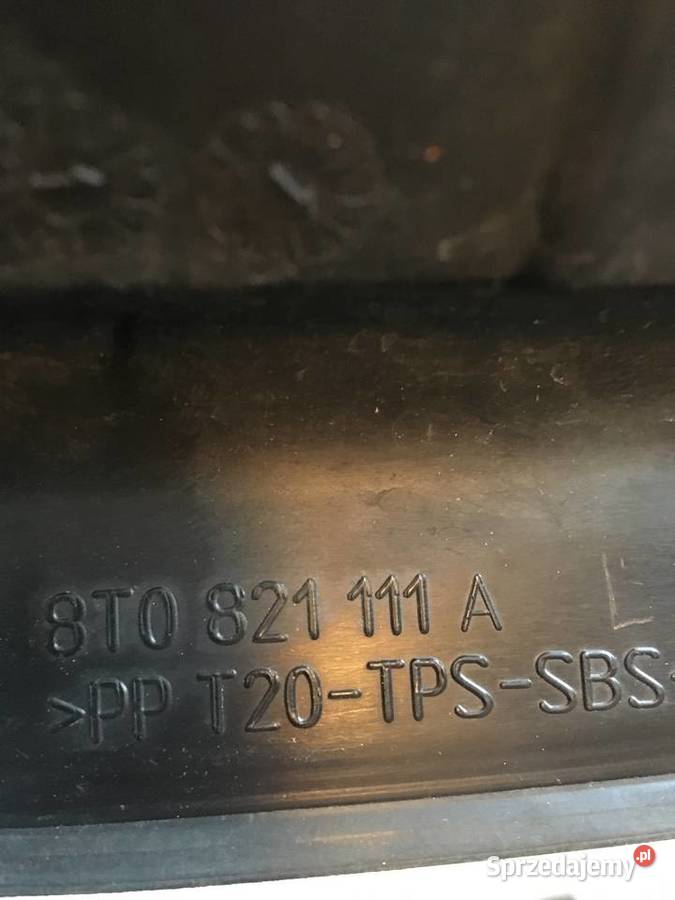 8T0 821 111 A L
>PP T20-TPS-SBS-
Sprzedajemy.pl